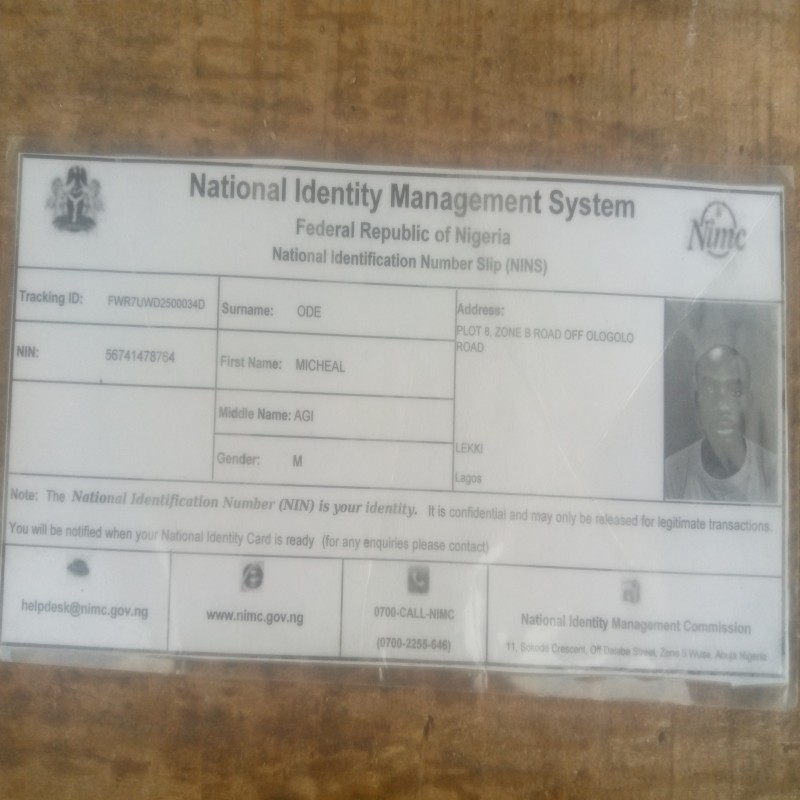 National Identity Management System
Federal Republic of Nigeria
National Identification Number Slip (NINS)
Nimc
Tracking ID: FWR7UWD2500034D
Surname: ODE
Address:
PLOT 8, ZONE B ROAD OFF OLOGOLO
ROAD
NIN: 56741478764
First Name: MICHEAL
Middle Name: AGI
Gender: M
LEKKI
Lagos
Note: The National Identification Number (NIN) is your identity. It is confidential and may only be released for legitimate transactions.
You will be notified when your National Identity Card is ready (for any enquiries please contact)
helpdesk@nimc.gov.ng
www.nimc.gov.ng
0700-CALL-NIMC
(0700-2255-646)
National Identity Management Commission
11, Sokode Crescent, Off Dalaba Street, Zone 5 Wuse, Abuja Nigeria